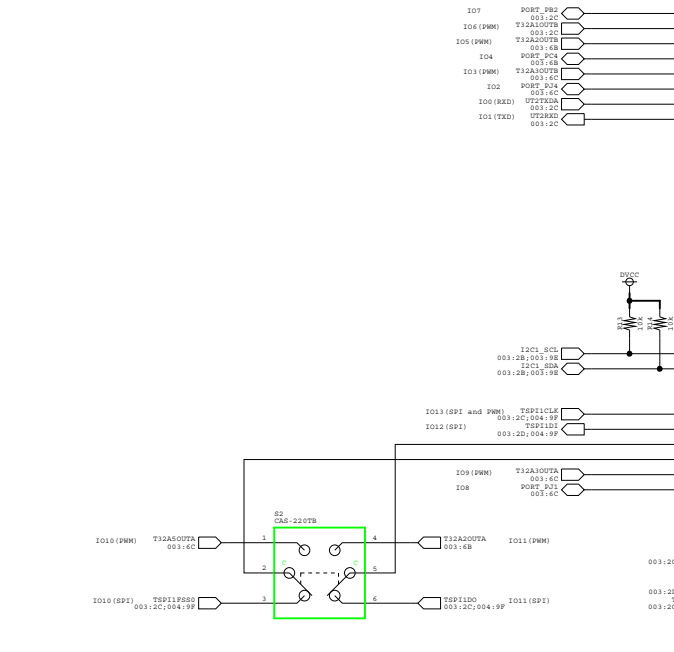 IO7 PORT_PB2
003:2C
IO6(PWM) T32A1OUTB
003:2C
IO5(PWM) T32A2OUTB
003:6B
IO4 PORT_PC4
003:6B
IO3(PWM) T32A3OUTB
003:6C
IO2 PORT_PJ4
003:6C
IO0(RXD) UT2TXDA
003:2C
IO1(TXD) UT2RXD
003:2C
DVCC
R13 10k R14 10k
I2C1_SCL
003:2B;003:9E
I2C1_SDA
003:2B;003:9E
IO13(SPI and PWM) TSPI1CLK
003:2C;004:9F
IO12(SPI) TSPI1DI
003:2D;004:9F
IO9(PWM) T32A3OUTA
003:6C
IO8 PORT_PJ1
003:6C
S2
CAS-220TB
IO10(PWM) T32A5OUTA 1 4 T32A2OUTA IO11(PWM)
003:6C 003:6B
C C
2 5
IO10(SPI) TSPI1FSS0 3 6 TSPI1DO IO11(SPI)
003:2C;004:9F 003:2C;004:9F
003:2C